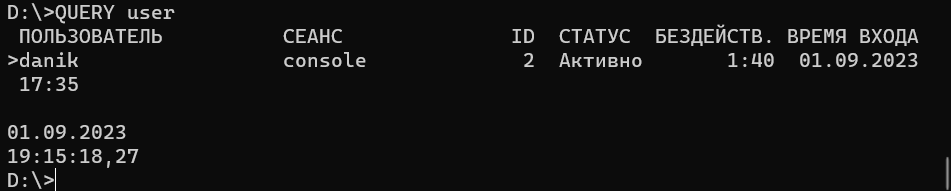 D:\>QUERY user
ПОЛЬЗОВАТЕЛЬ СЕАНС ID СТАТУС БЕЗДЕЙСТВ. ВРЕМЯ ВХОДА
>danik console 2 Активно 1:40 01.09.2023
17:35
01.09.2023
19:15:18,27
D:\>